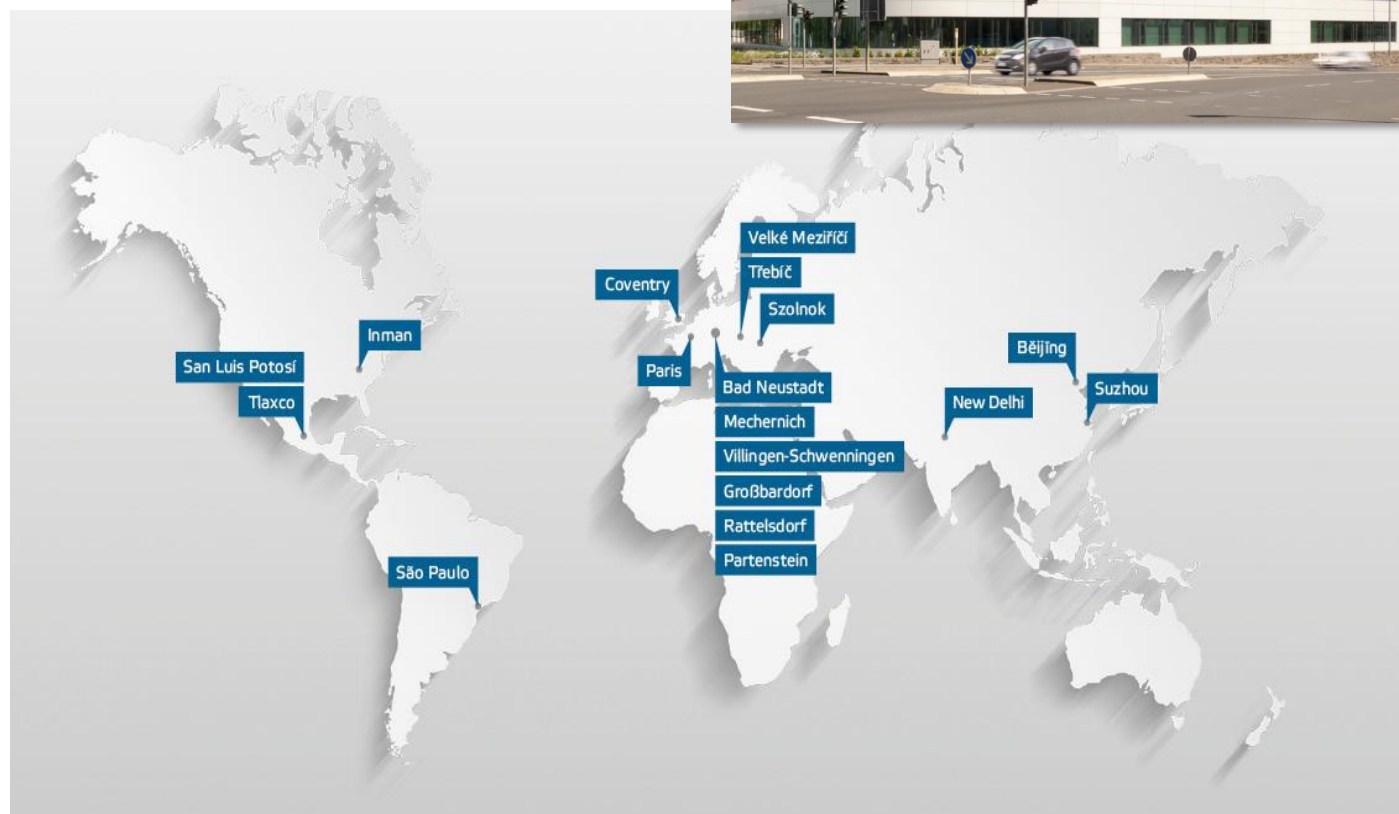 Velké Meziříčí
Třebíč
Coventry
Szolnok
Inman
Běijīng
San Luis Potosí
Paris
Bad Neustadt
Suzhou
Tlaxco
New Delhi
Mechernich
Villingen-Schwenningen
Großbardorf
Rattelsdorf
Partenstein
São Paulo